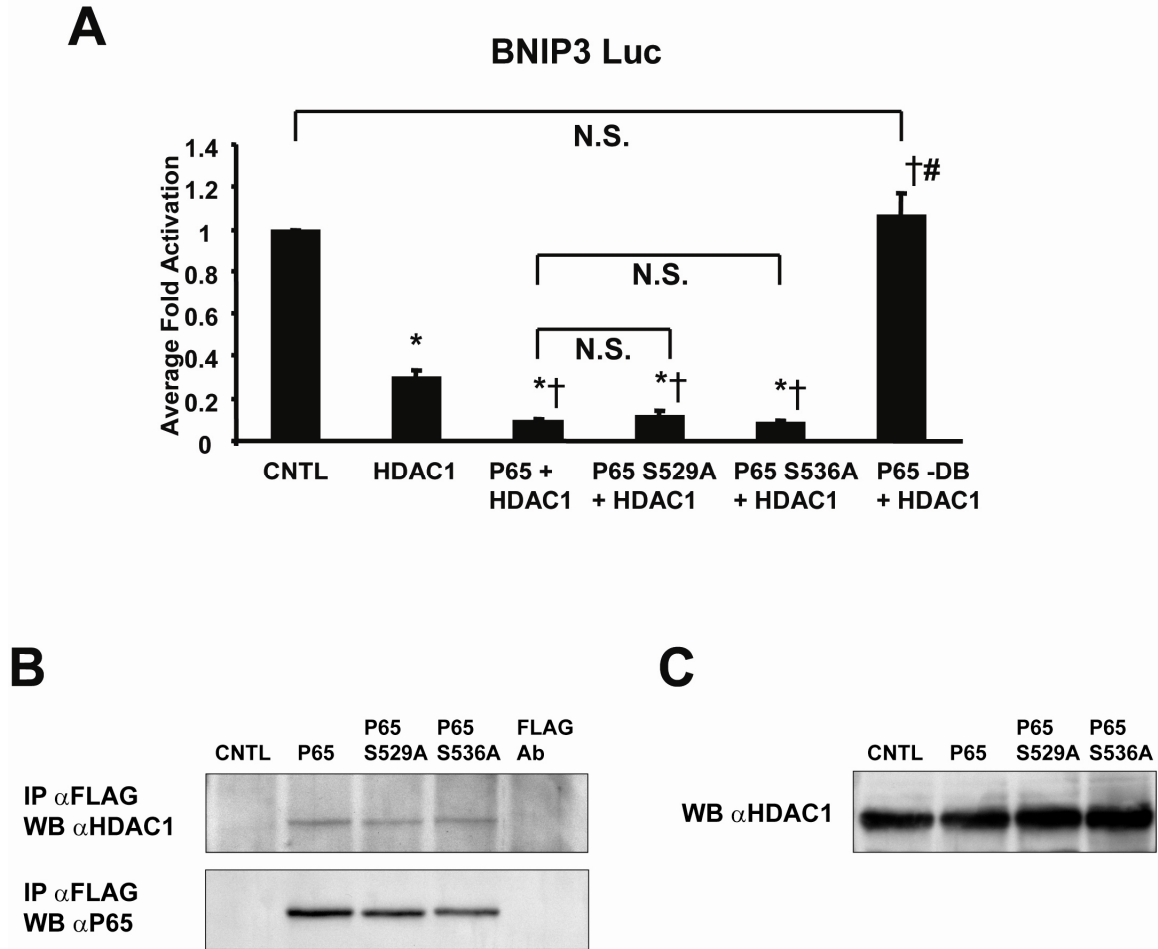 A
BNIP3 Luc
N.S.
Average Fold Activation
1.4
1.2
1
0.8
0.6
0.4
0.2
0
†#
N.S.
N.S.
*
*†
*†
*†
CNTL
HDAC1
P65 +
HDAC1
P65 S529A
+ HDAC1
P65 S536A
+ HDAC1
P65 -DB
+ HDAC1
B
CNTL
P65
P65
S529A
P65
S536A
FLAG
Ab
IP αFLAG
WB αHDAC1
IP αFLAG
WB αP65
C
CNTL
P65
P65
S529A
P65
S536A
WB αHDAC1